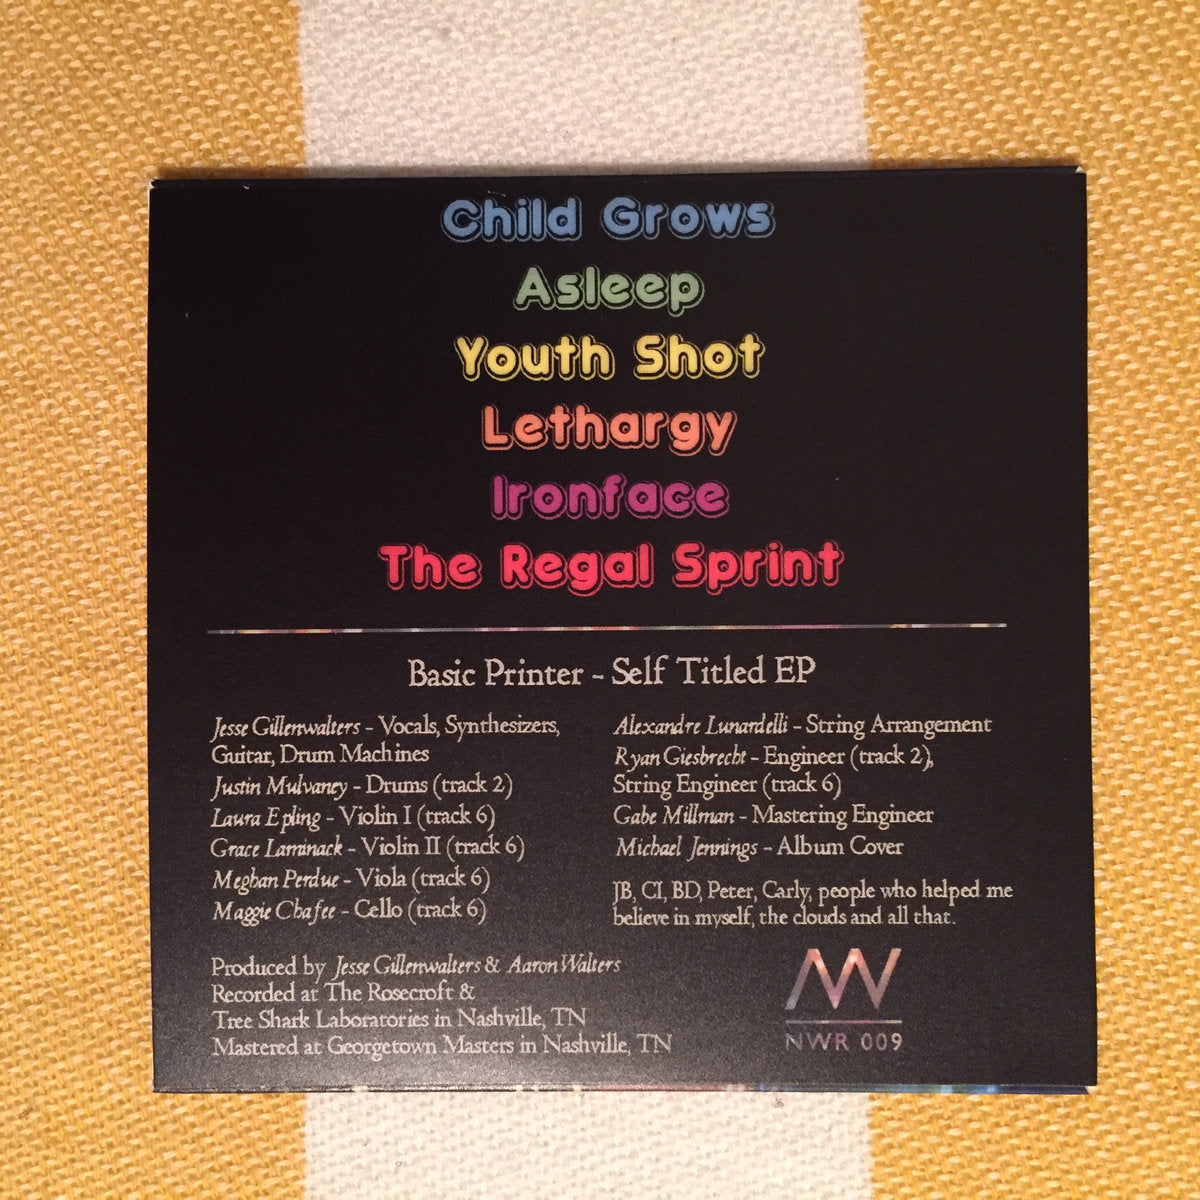 Child Grows
Asleep
Youth Shot
Lethargy
Ironface
The Regal Sprint
Basic Printer - Self Titled EP
Jesse Gillenwalters - Vocals, Synthesizers,
Guitar, Drum Machines
Justin Mulvaney - Drums (track 2)
Laura Epling - Violin I (track 6)
Grace Laminack - Violin II (track 6)
Meghan Perdue - Viola (track 6)
Maggie Chafee - Cello (track 6)
Alexandre Lunardelli - String Arrangement
Ryan Giesbrecht - Engineer (track 2),
String Engineer (track 6)
Gabe Millman - Mastering Engineer
Michael Jennings - Album Cover
JB, CI, BD, Peter, Carly, people who helped me
believe in myself, the clouds and all that.
Produced by Jesse Gillenwalters & Aaron Walters
Recorded at The Rosecroft &
Tree Shark Laboratories in Nashville, TN
Mastered at Georgetown Masters in Nashville, TN
NW
NWR 009